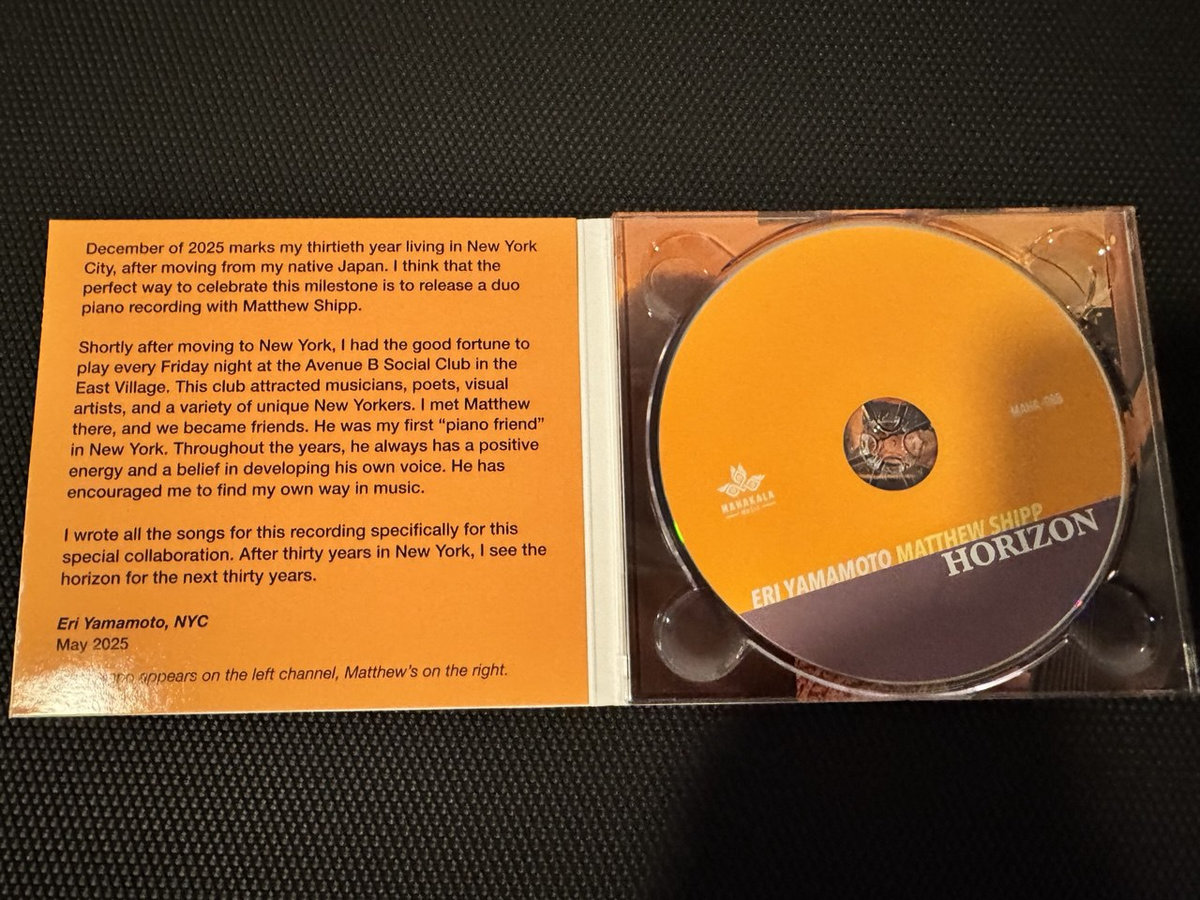 December of 2025 marks my thirtieth year living in New York
City, after moving from my native Japan. I think that the
perfect way to celebrate this milestone is to release a duo
piano recording with Matthew Shipp.
Shortly after moving to New York, I had the good fortune to
play every Friday night at the Avenue B Social Club in the
East Village. This club attracted musicians, poets, visual
artists, and a variety of unique New Yorkers. I met Matthew
there, and we became friends. He was my first “piano friend”
in New York. Throughout the years, he always has a positive
energy and a belief in developing his own voice. He has
encouraged me to find my own way in music.
I wrote all the songs for this recording specifically for this
special collaboration. After thirty years in New York, I see the
horizon for the next thirty years.
Eri Yamamoto, NYC
May 2025
appears on the left channel, Matthew's on the right.
MAHAKALA
MUSIC
ERI YAMAMOTO MATTHEW SHIPP
HORIZON